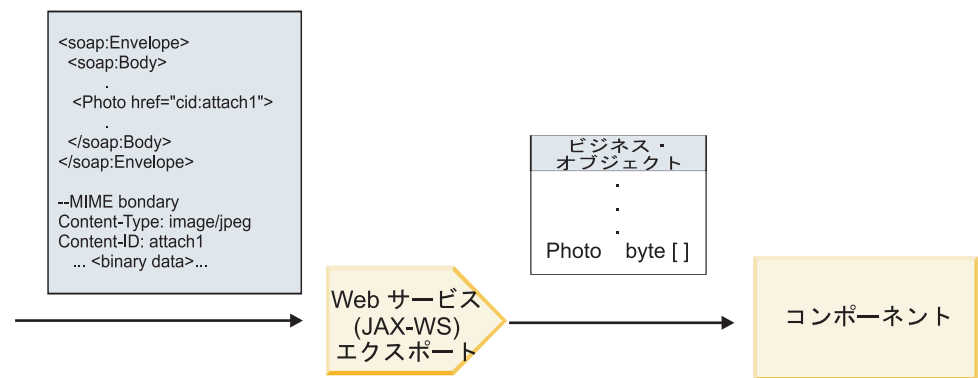 <soap:Envelope>
<soap:Body>
.
<Photo href="cid:attach1">
.
</soap:Body>
</soap:Envelope>
--MIME bondary
Content-Type: image/jpeg
Content-ID: attach1
... <binary data>...
Web サービス
(JAX-WS)
エクスポート
ビジネス・
オブジェクト
.
.
.
Photo byte [ ]
コンポーネント